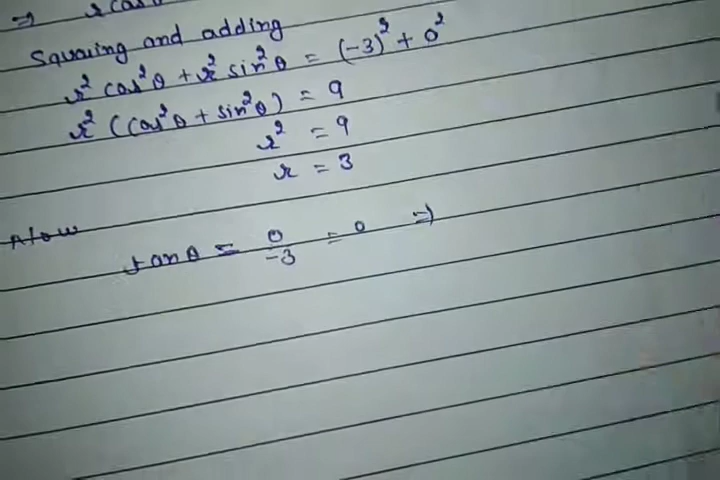 ⇒ r cos θ
Squaring and adding
r² cos²θ + r² sin²θ = (-3)² + 0²
r² (cos²θ + sin²θ) = 9
r² = 9
r = 3
Now
tan θ = 0/-3 = 0 ⇒